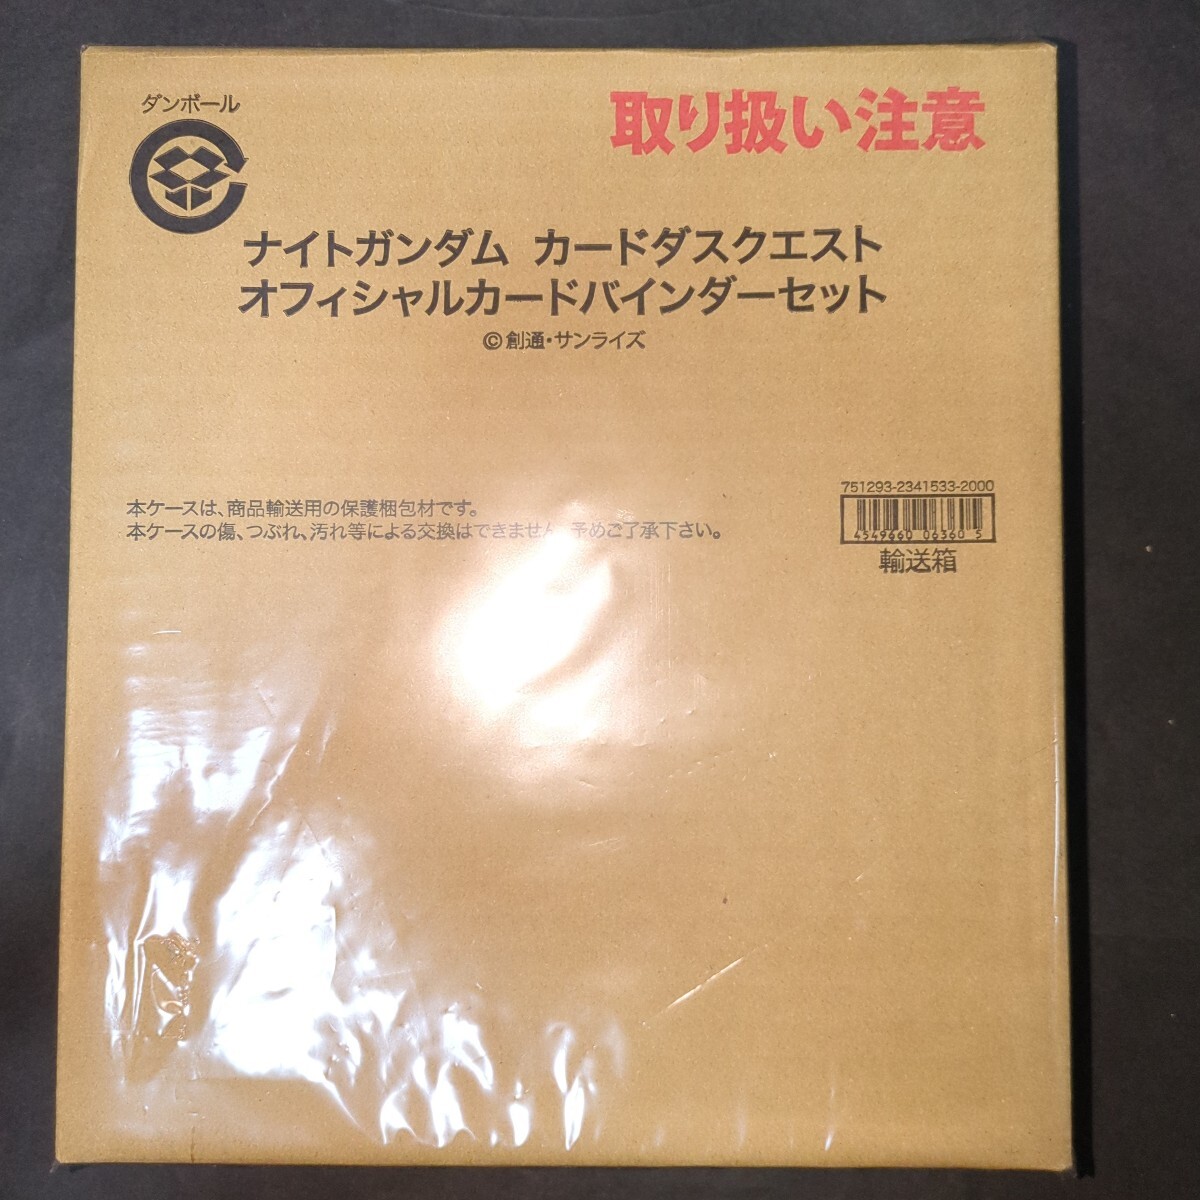 ダンボール
取り扱い注意
ナイトガンダム カードダスクエスト
オフィシャルカードバインダーセット
©創通・サンライズ
本ケースは、商品輸送用の保護梱包材です。
本ケースの傷、つぶれ、汚れ等による交換はできません。予めご了承下さい。
751293-2341533-2000
4549660 06360 5
輸送箱